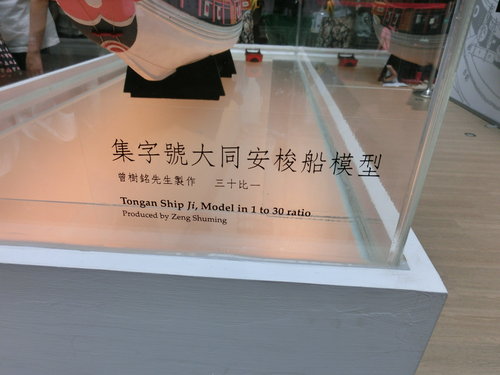 集字號大同安梭船模型
曾樹銘先生製作 三十比一
Tongan Ship Ji, Model in 1 to 30 ratio
Produced by Zeng Shuming